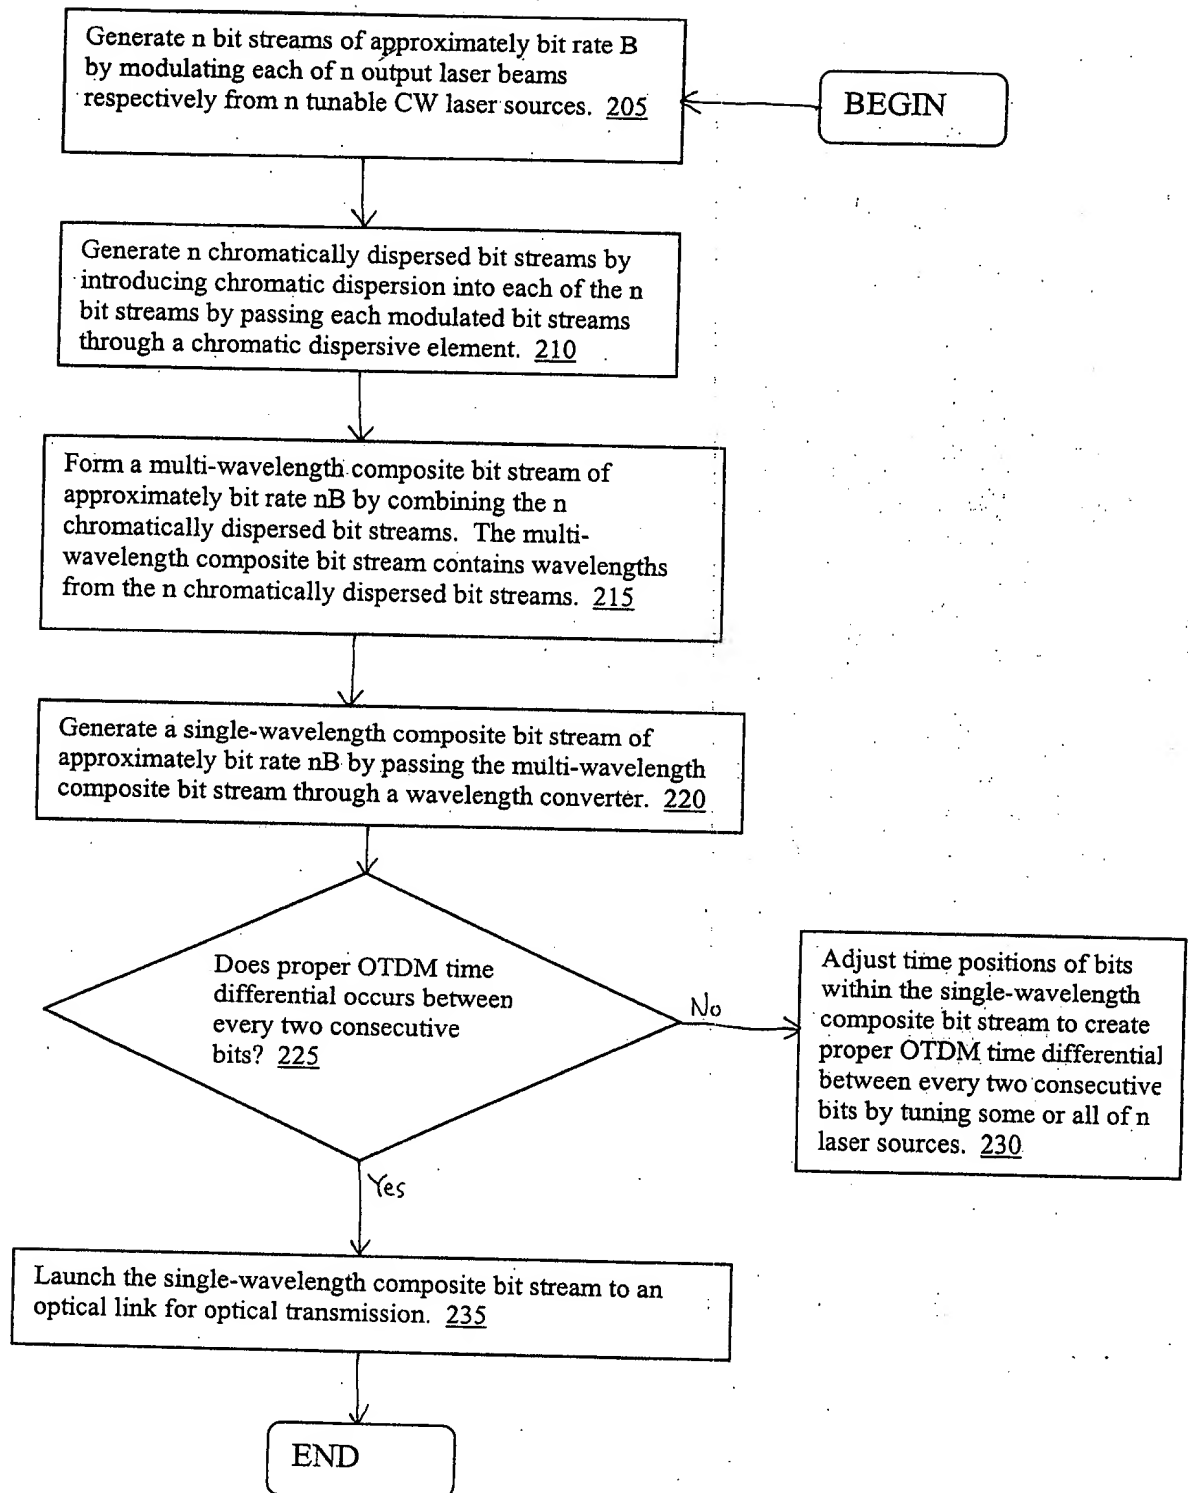 Generate n bit streams of approximately bit rate B
by modulating each of n output laser beams
respectively from n tunable CW laser sources. 205
BEGIN
Generate n chromatically dispersed bit streams by
introducing chromatic dispersion into each of the n
bit streams by passing each modulated bit streams
through a chromatic dispersive element. 210
Form a multi-wavelength composite bit stream of
approximately bit rate nB by combining the n
chromatically dispersed bit streams. The multi-
wavelength composite bit stream contains wavelengths
from the n chromatically dispersed bit streams. 215
Generate a single-wavelength composite bit stream of
approximately bit rate nB by passing the multi-wavelength
composite bit stream through a wavelength converter. 220
Does proper OTDM time
differential occurs between
every two consecutive
bits? 225
No
Adjust time positions of bits
within the single-wavelength
composite bit stream to create
proper OTDM time differential
between every two consecutive
bits by tuning some or all of n
laser sources. 230
Yes
Launch the single-wavelength composite bit stream to an
optical link for optical transmission. 235
END